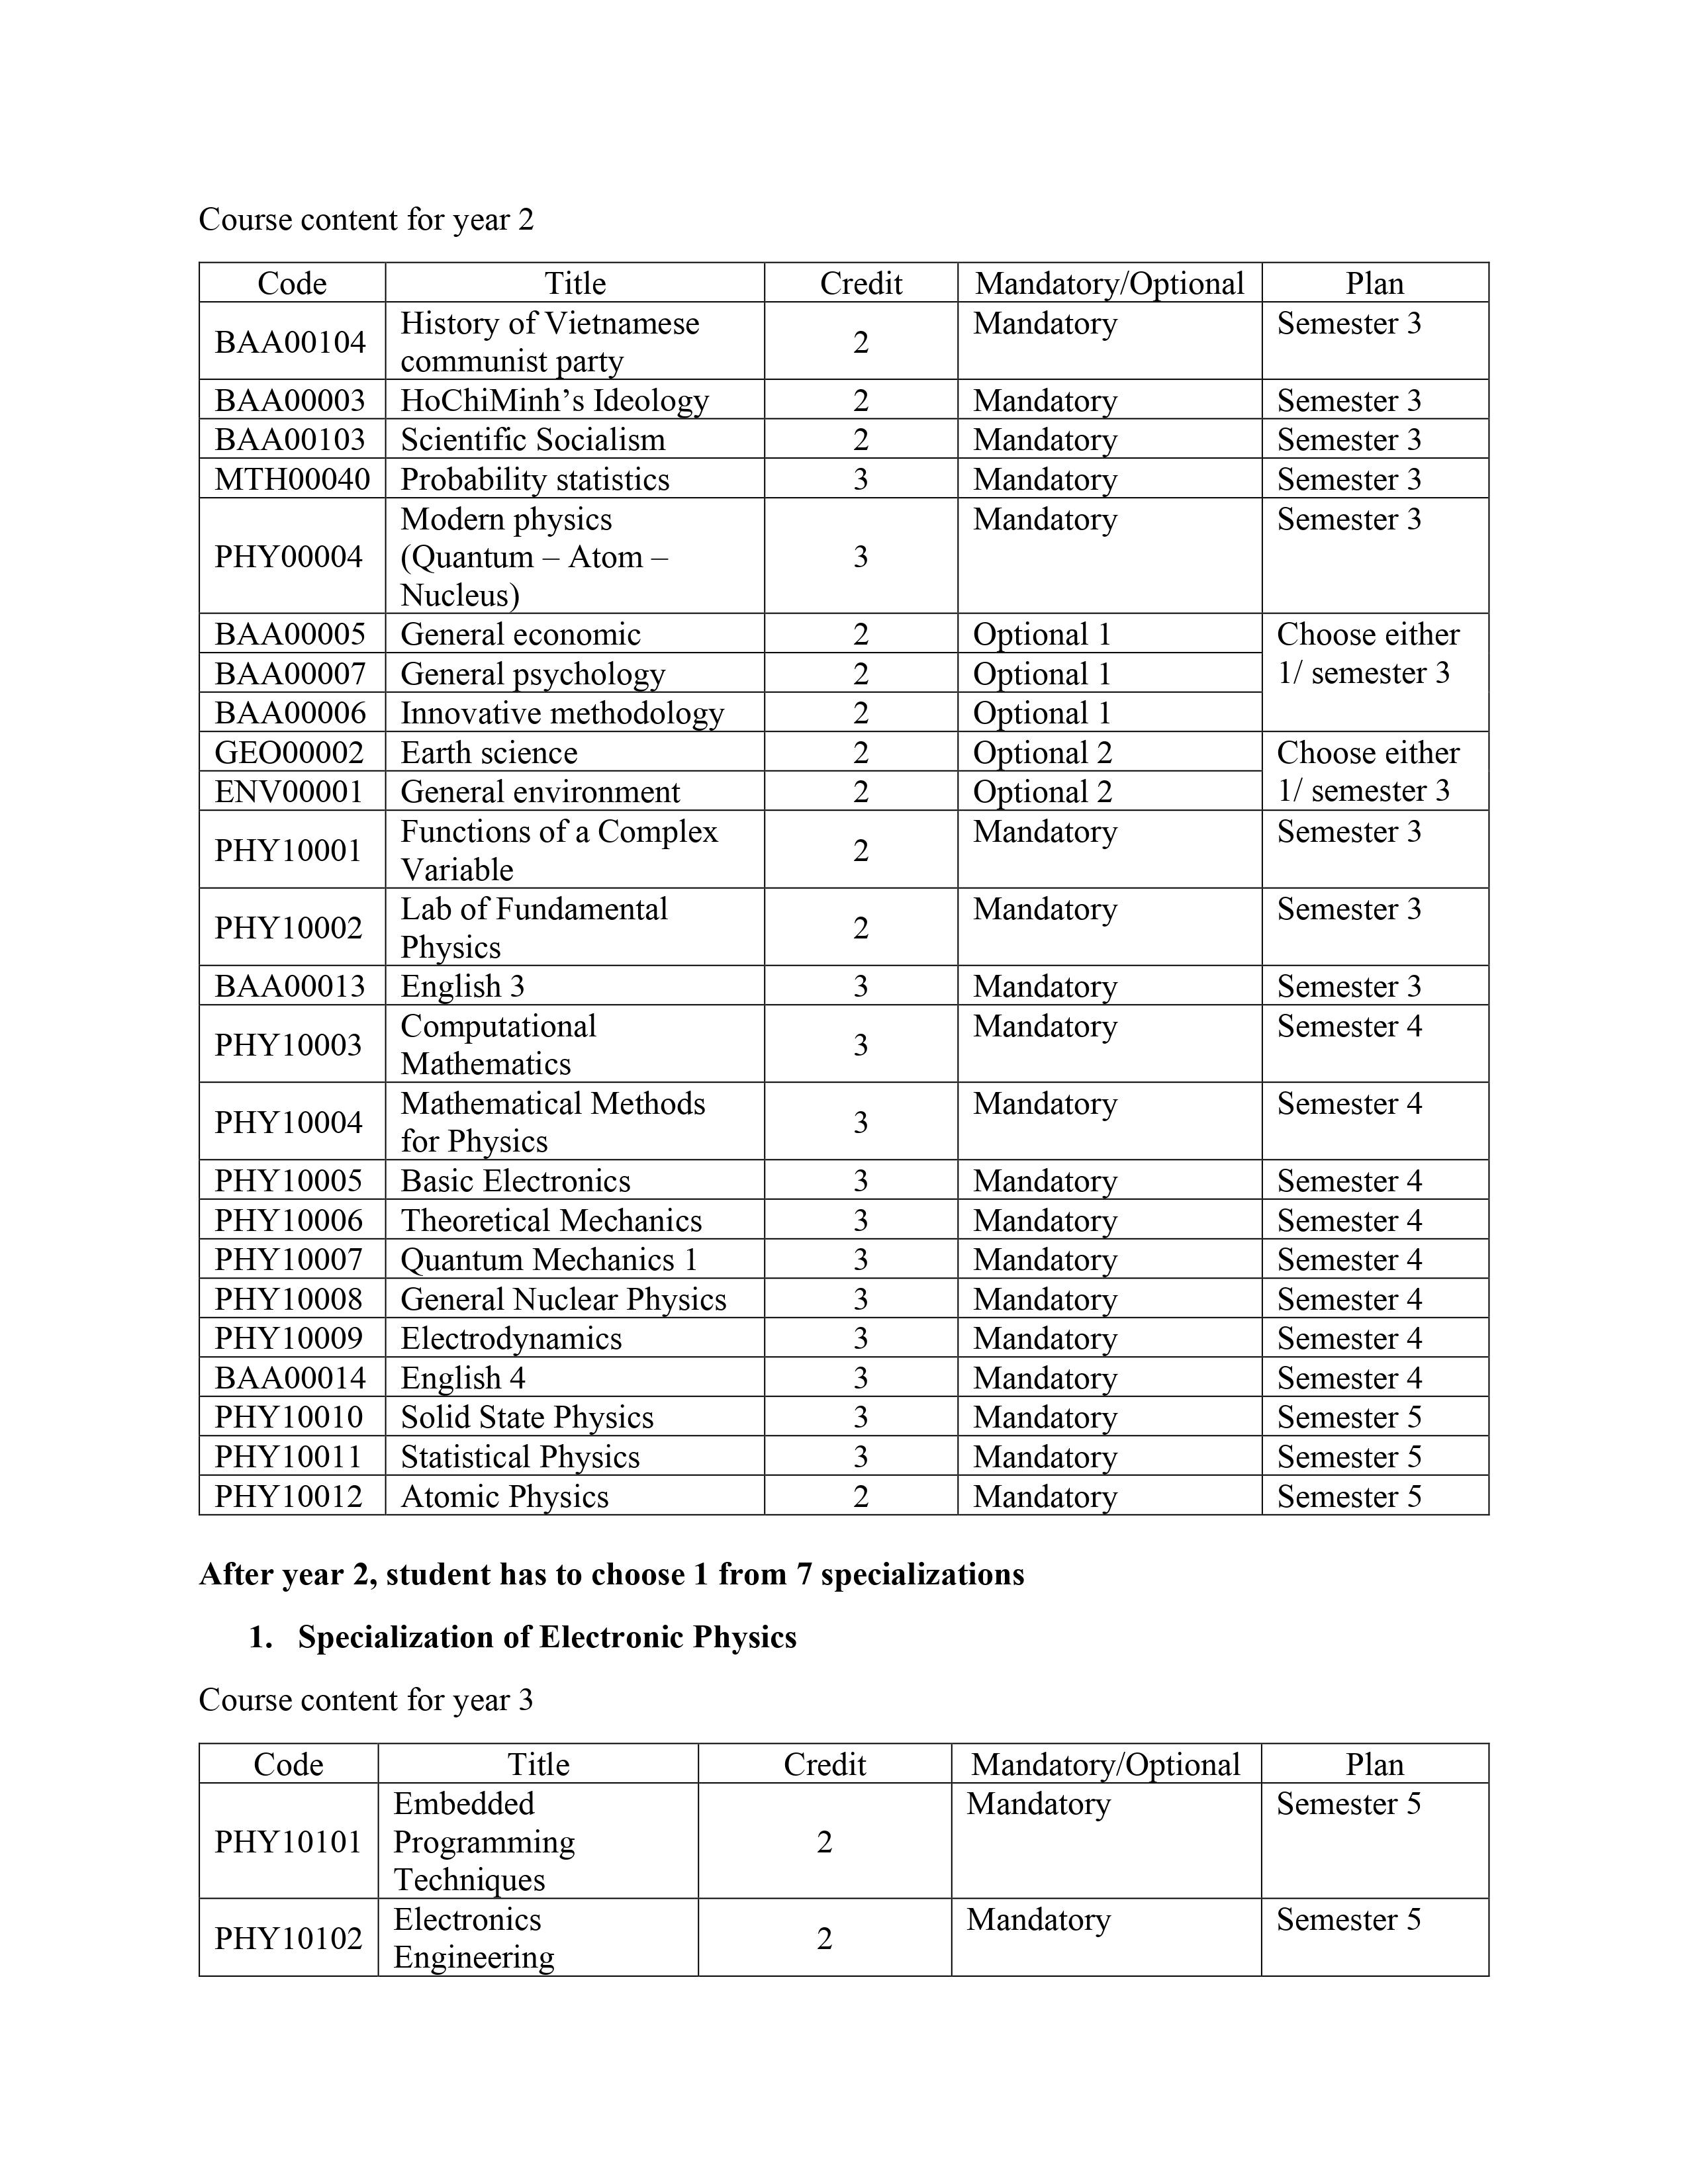 Course content for year 2
Code Title Credit Mandatory/Optional Plan
BAA00104 History of Vietnamese communist party 2 Mandatory Semester 3
BAA00003 HoChiMinh’s Ideology 2 Mandatory Semester 3
BAA00103 Scientific Socialism 2 Mandatory Semester 3
MTH00040 Probability statistics 3 Mandatory Semester 3
PHY00004 Modern physics (Quantum – Atom – Nucleus) 3 Mandatory Semester 3
BAA00005 General economic 2 Optional 1 Choose either 1/ semester 3
BAA00007 General psychology 2 Optional 1
BAA00006 Innovative methodology 2 Optional 1
GEO00002 Earth science 2 Optional 2 Choose either 1/ semester 3
ENV00001 General environment 2 Optional 2
PHY10001 Functions of a Complex Variable 2 Mandatory Semester 3
PHY10002 Lab of Fundamental Physics 2 Mandatory Semester 3
BAA00013 English 3 3 Mandatory Semester 3
PHY10003 Computational Mathematics 3 Mandatory Semester 4
PHY10004 Mathematical Methods for Physics 3 Mandatory Semester 4
PHY10005 Basic Electronics 3 Mandatory Semester 4
PHY10006 Theoretical Mechanics 3 Mandatory Semester 4
PHY10007 Quantum Mechanics 1 3 Mandatory Semester 4
PHY10008 General Nuclear Physics 3 Mandatory Semester 4
PHY10009 Electrodynamics 3 Mandatory Semester 4
BAA00014 English 4 3 Mandatory Semester 4
PHY10010 Solid State Physics 3 Mandatory Semester 5
PHY10011 Statistical Physics 3 Mandatory Semester 5
PHY10012 Atomic Physics 2 Mandatory Semester 5
After year 2, student has to choose 1 from 7 specializations
1. Specialization of Electronic Physics
Course content for year 3
Code Title Credit Mandatory/Optional Plan
PHY10101 Embedded Programming Techniques 2 Mandatory Semester 5
PHY10102 Electronics Engineering 2 Mandatory Semester 5